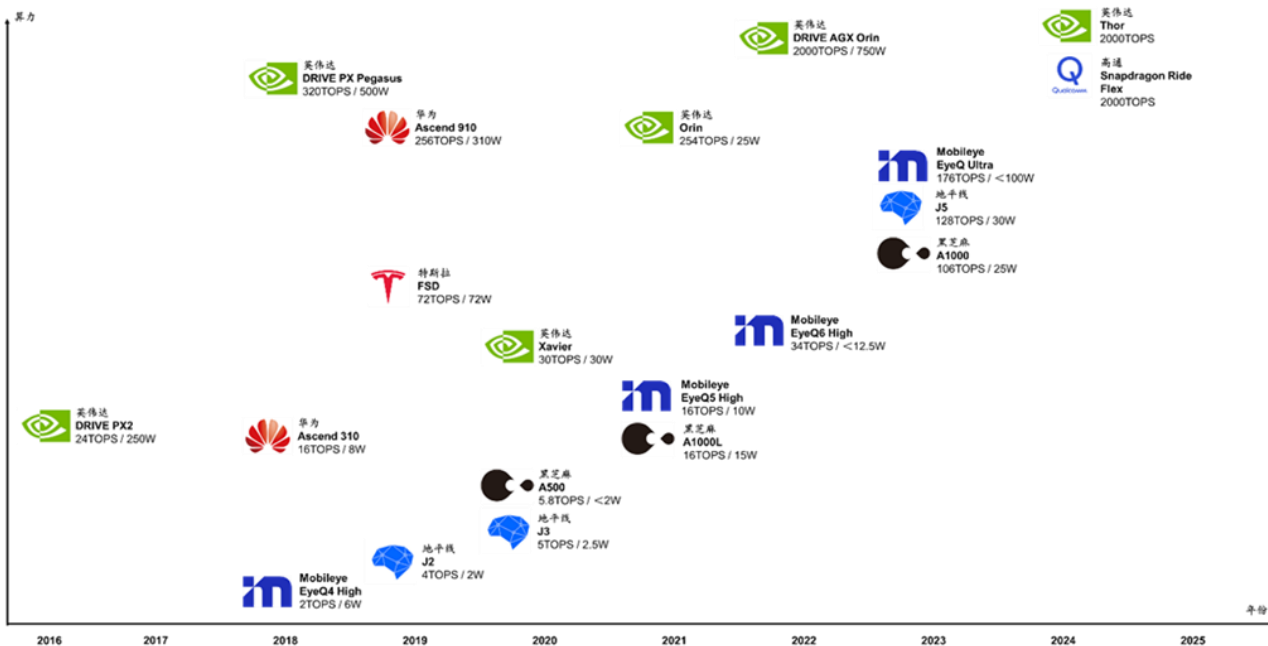 算力
英伟达
DRIVE PX Pegasus
320TOPS / 500W
华为
Ascend 910
256TOPS / 310W
英伟达
Orin
254TOPS / 25W
英伟达
DRIVE AGX Orin
2000TOPS / 750W
英伟达
Thor
2000TOPS
Qualcomm
高通
Snapdragon Ride
Flex
2000TOPS
Mobileye
EyeQ Ultra
176TOPS / <100W
地平线
J5
128TOPS / 30W
黑芝麻
A1000
106TOPS / 25W
特斯拉
FSD
72TOPS / 72W
英伟达
Xavier
30TOPS / 30W
Mobileye
EyeQ6 High
34TOPS / <12.5W
Mobileye
EyeQ5 High
16TOPS / 10W
英伟达
DRIVE PX2
24TOPS / 250W
华为
Ascend 310
16TOPS / 8W
黑芝麻
A1000L
16TOPS / 15W
黑芝麻
A500
5.8TOPS / <2W
地平线
J3
5TOPS / 2.5W
地平线
J2
4TOPS / 2W
Mobileye
EyeQ4 High
2TOPS / 6W
年份
2016 2017 2018 2019 2020 2021 2022 2023 2024 2025